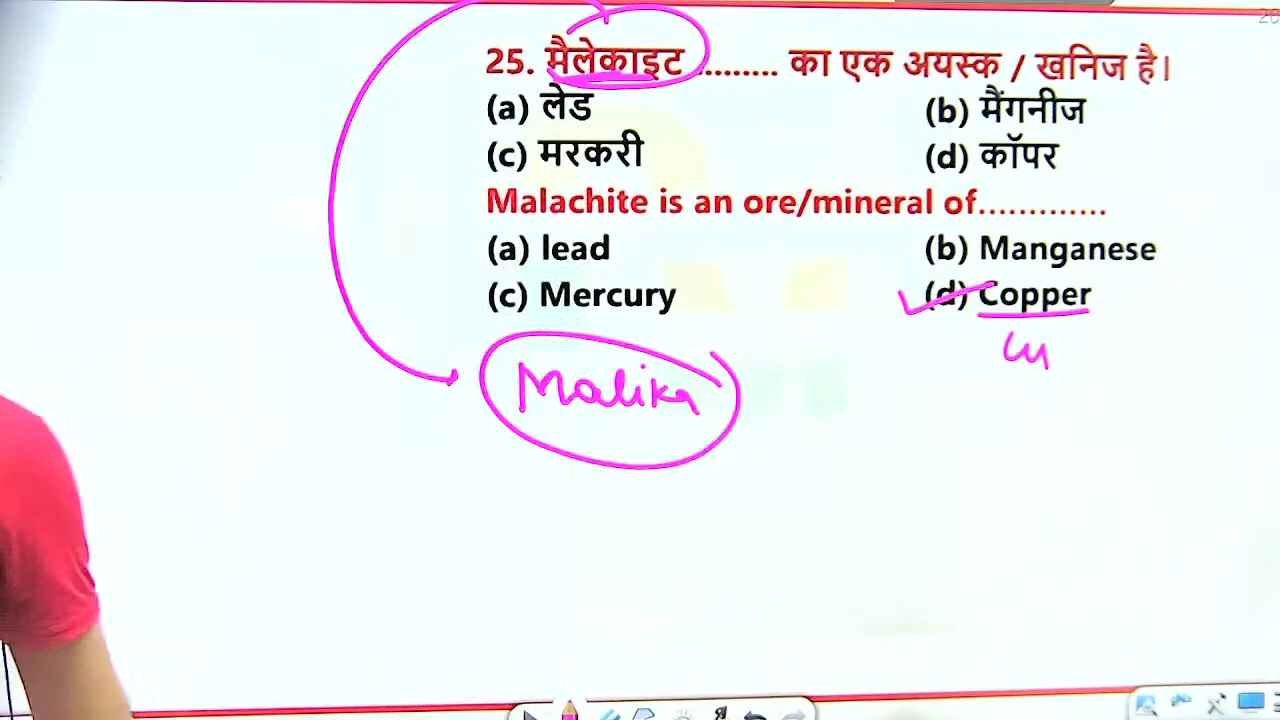 25. मैलेकाइट ......... का एक अयस्क / खनिज है।
(a) लेड (b) मैंगनीज
(c) मरकरी (d) कॉपर
Malachite is an ore/mineral of.............
(a) lead (b) Manganese
(c) Mercury (d) Copper
Cu
Malika